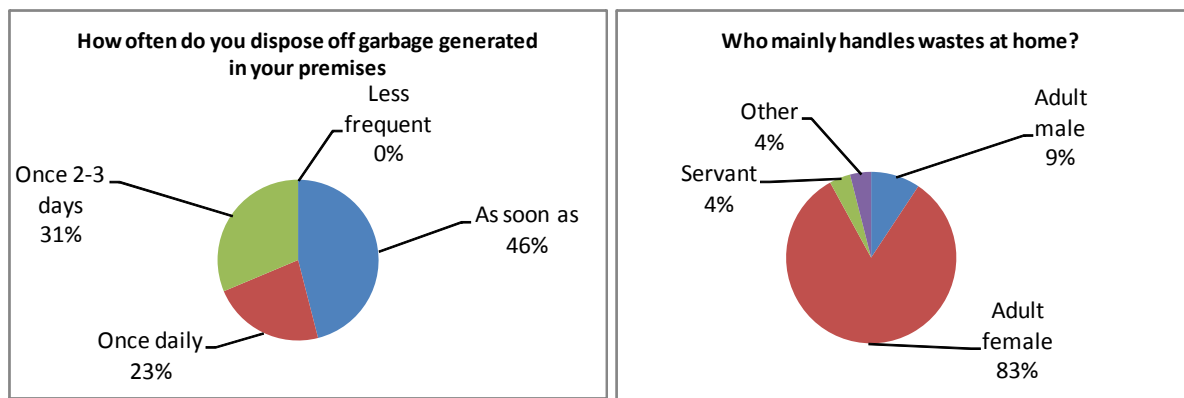 How often do you dispose off garbage generated
in your premises
Less
frequent
0%
Once 2-3
days
31%
As soon as
46%
Once daily
23%
Who mainly handles wastes at home?
Other
4%
Adult
male
9%
Servant
4%
Adult
female
83%